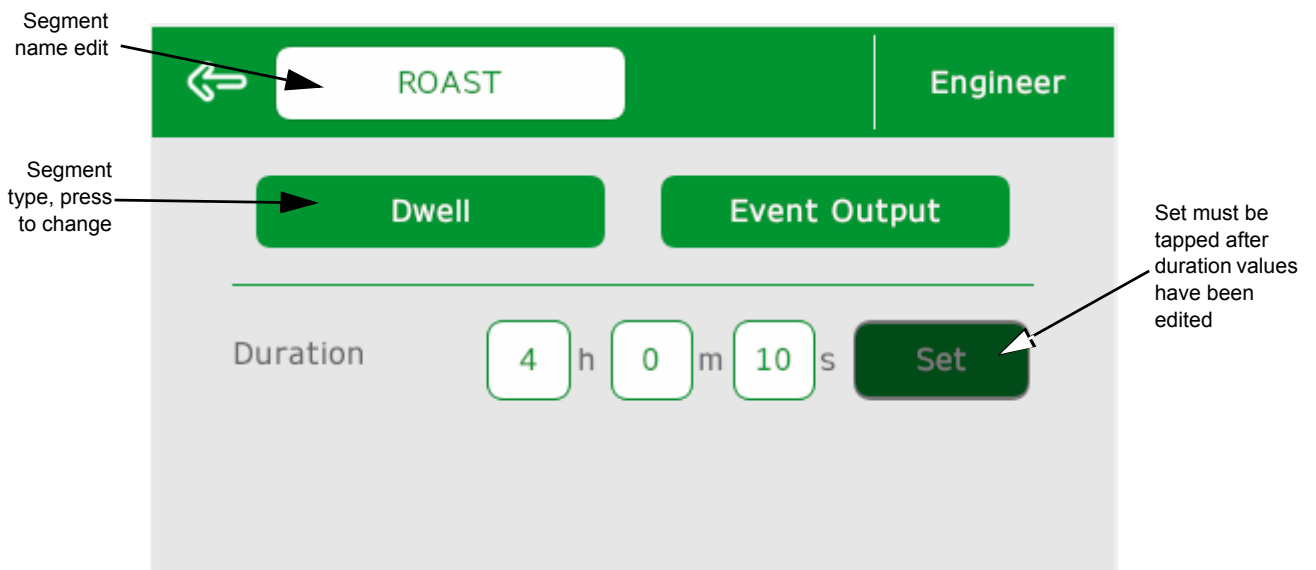 Segment
name edit
ROAST
Engineer
Segment
type, press
to change
Dwell
Event Output
Set must be
tapped after
duration values
have been
edited
Duration 4 h 0 m 10 s Set